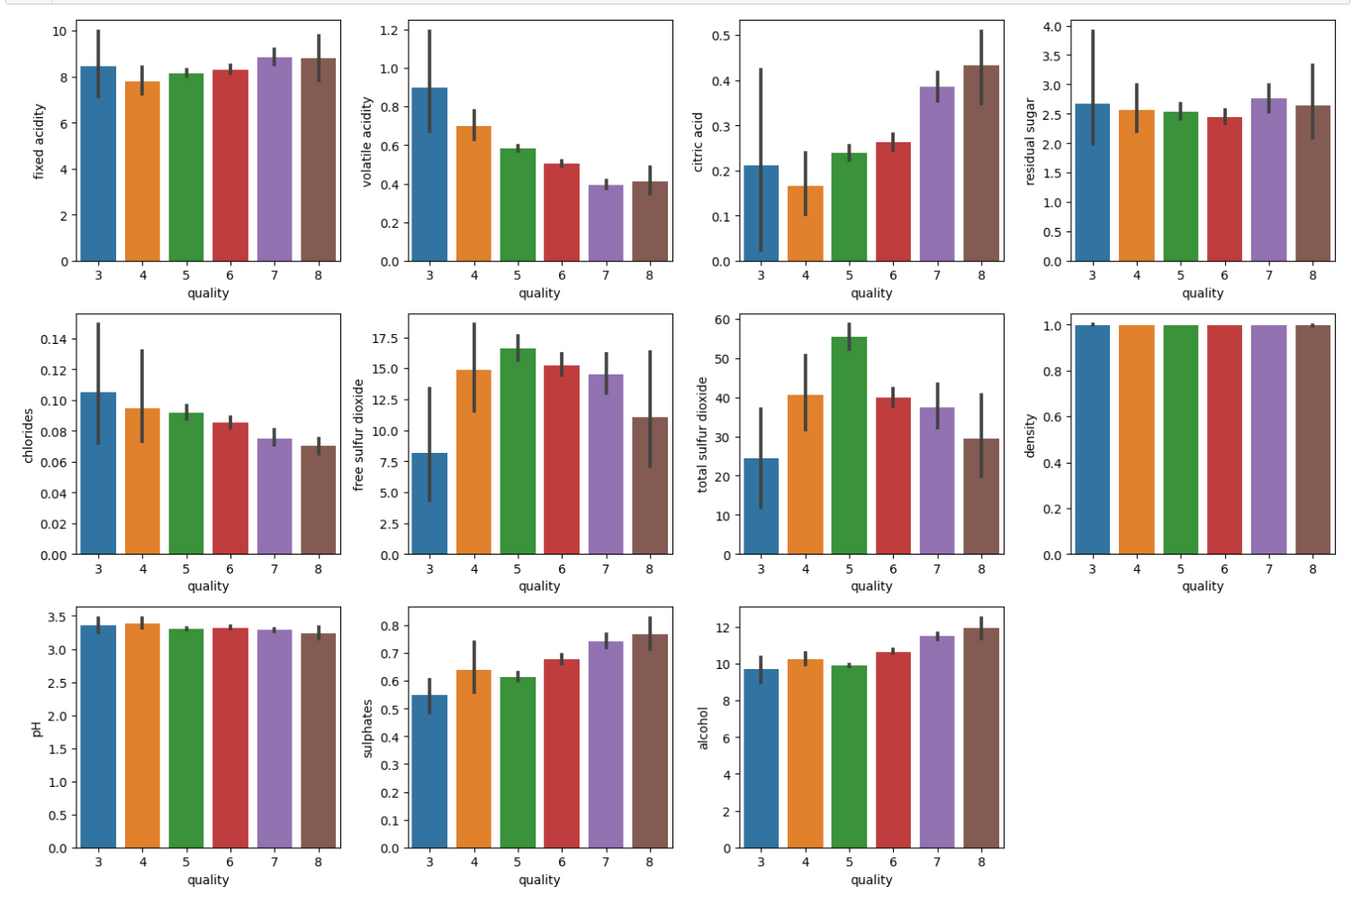 fixed acidity
10
8
6
4
2
0
3 4 5 6 7 8
quality
volatile acidity
1.2
1.0
0.8
0.6
0.4
0.2
0.0
3 4 5 6 7 8
quality
citric acid
0.5
0.4
0.3
0.2
0.1
0.0
3 4 5 6 7 8
quality
residual sugar
4.0
3.5
3.0
2.5
2.0
1.5
1.0
0.5
0.0
3 4 5 6 7 8
quality
chlorides
0.14
0.12
0.10
0.08
0.06
0.04
0.02
0.00
3 4 5 6 7 8
quality
free sulfur dioxide
17.5
15.0
12.5
10.0
7.5
5.0
2.5
0.0
3 4 5 6 7 8
quality
total sulfur dioxide
60
50
40
30
20
10
0
3 4 5 6 7 8
quality
density
1.0
0.8
0.6
0.4
0.2
0.0
3 4 5 6 7 8
quality
pH
3.5
3.0
2.5
2.0
1.5
1.0
0.5
0.0
3 4 5 6 7 8
quality
sulphates
0.8
0.7
0.6
0.5
0.4
0.3
0.2
0.1
0.0
3 4 5 6 7 8
quality
alcohol
12
10
8
6
4
2
0
3 4 5 6 7 8
quality